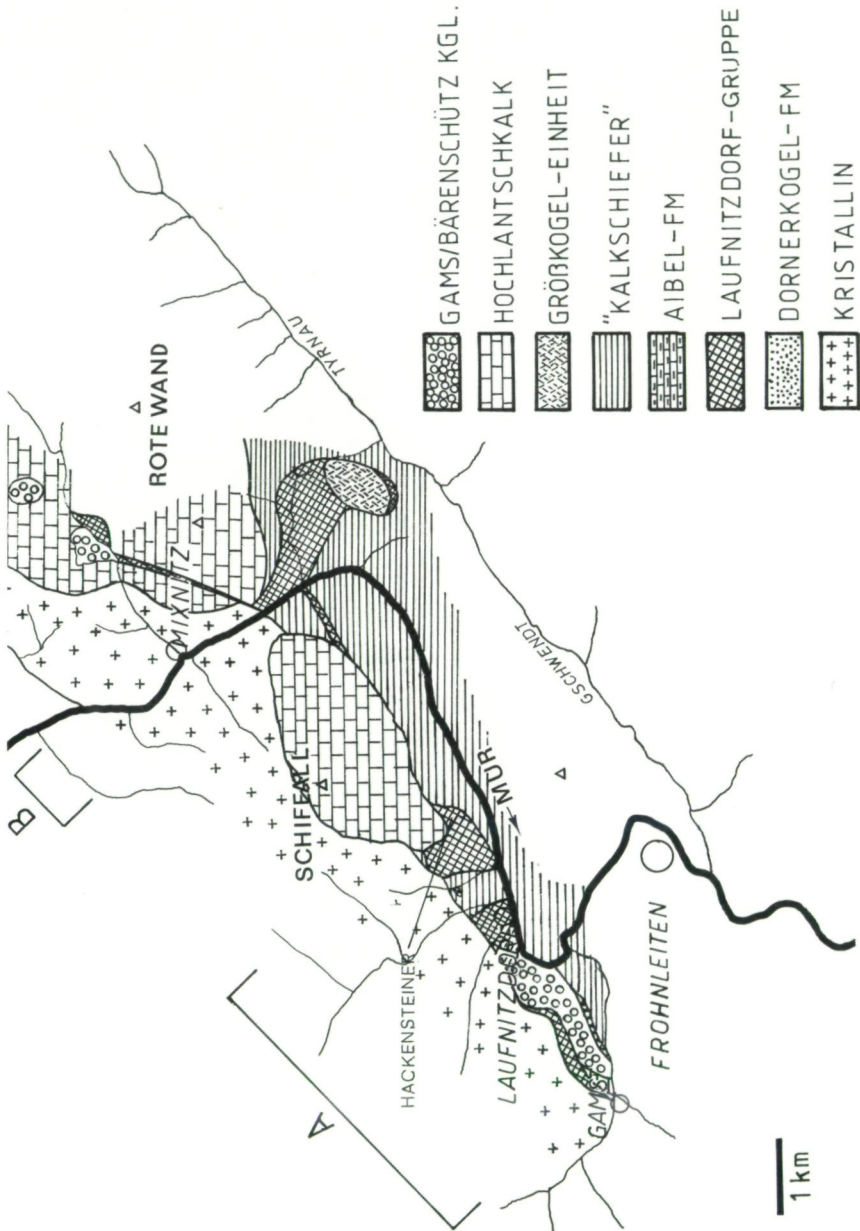 B
A
ROTE WAND
MIXNITZ
TYRNAU
SCHIFFALL
HACKENSTEINER
MUR
GSCHWENDT
LAUFNITZDORF
GAMS
FROHNLEITEN
1 km
GAMS/BÄRENSCHÜTZ KGL.
HOCHLANTSCHKALK
GRÖßKOGEL-EINHEIT
"KALKSCHIEFER"
AIBEL-FM
LAUFNITZDORF-GRUPPE
DORNERKOGEL-FM
KRISTALLIN